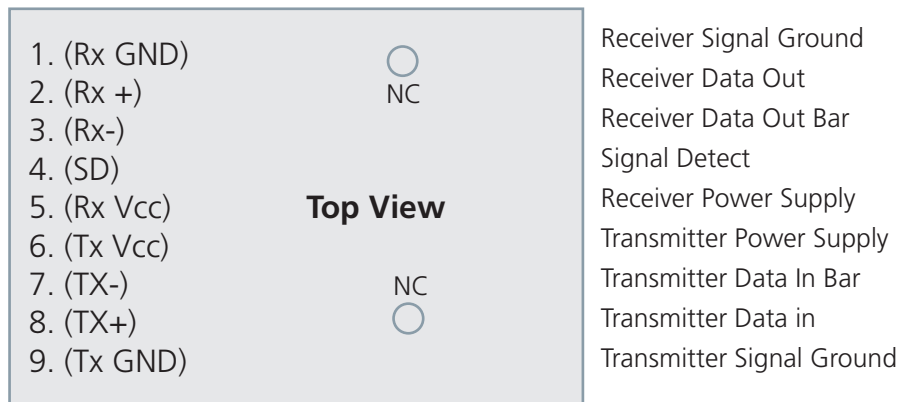 1. (Rx GND)
2. (Rx +)
NC
3. (Rx-)
4. (SD)
5. (Rx Vcc)
Top View
6. (Tx Vcc)
7. (TX-)
NC
8. (TX+)
9. (Tx GND)
Receiver Signal Ground
Receiver Data Out
Receiver Data Out Bar
Signal Detect
Receiver Power Supply
Transmitter Power Supply
Transmitter Data In Bar
Transmitter Data in
Transmitter Signal Ground